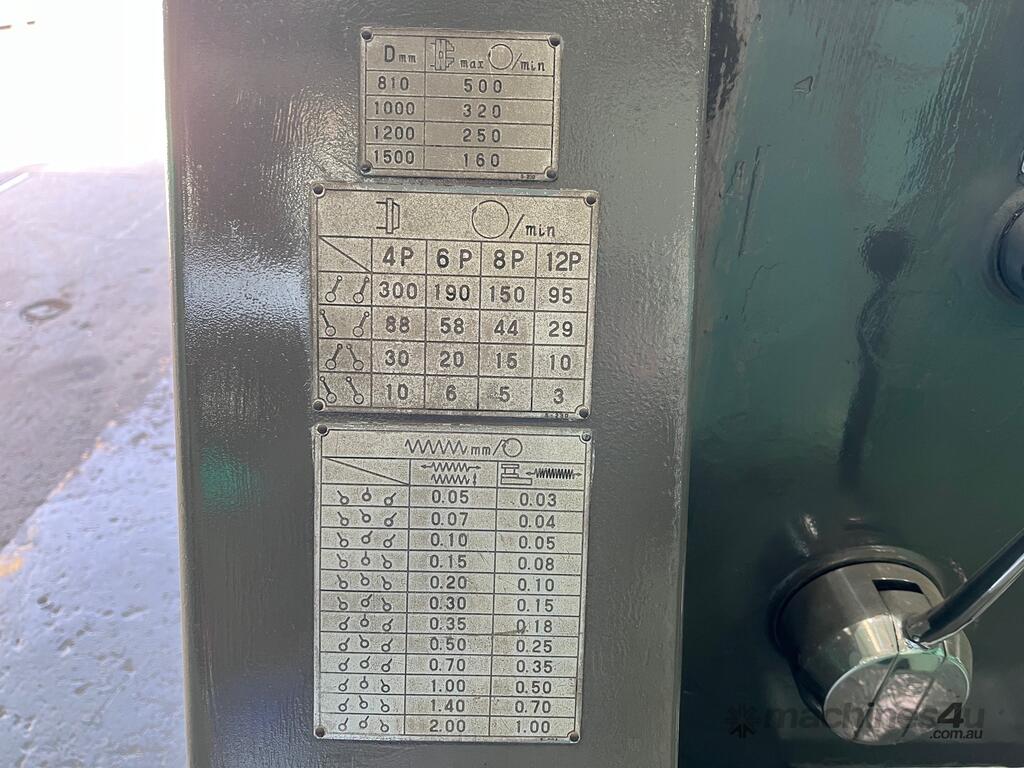 Dmm max /min
810 500
1000 320
1200 250
1500 160
/min
4P 6P 8P 12P
300 190 150 95
88 58 44 29
30 20 15 10
10 6 5 3
mm/
0.05 0.03
0.07 0.04
0.10 0.05
0.15 0.08
0.20 0.10
0.30 0.15
0.35 0.18
0.50 0.25
0.70 0.35
1.00 0.50
1.40 0.70
2.00 1.00
machines4u
.com.au